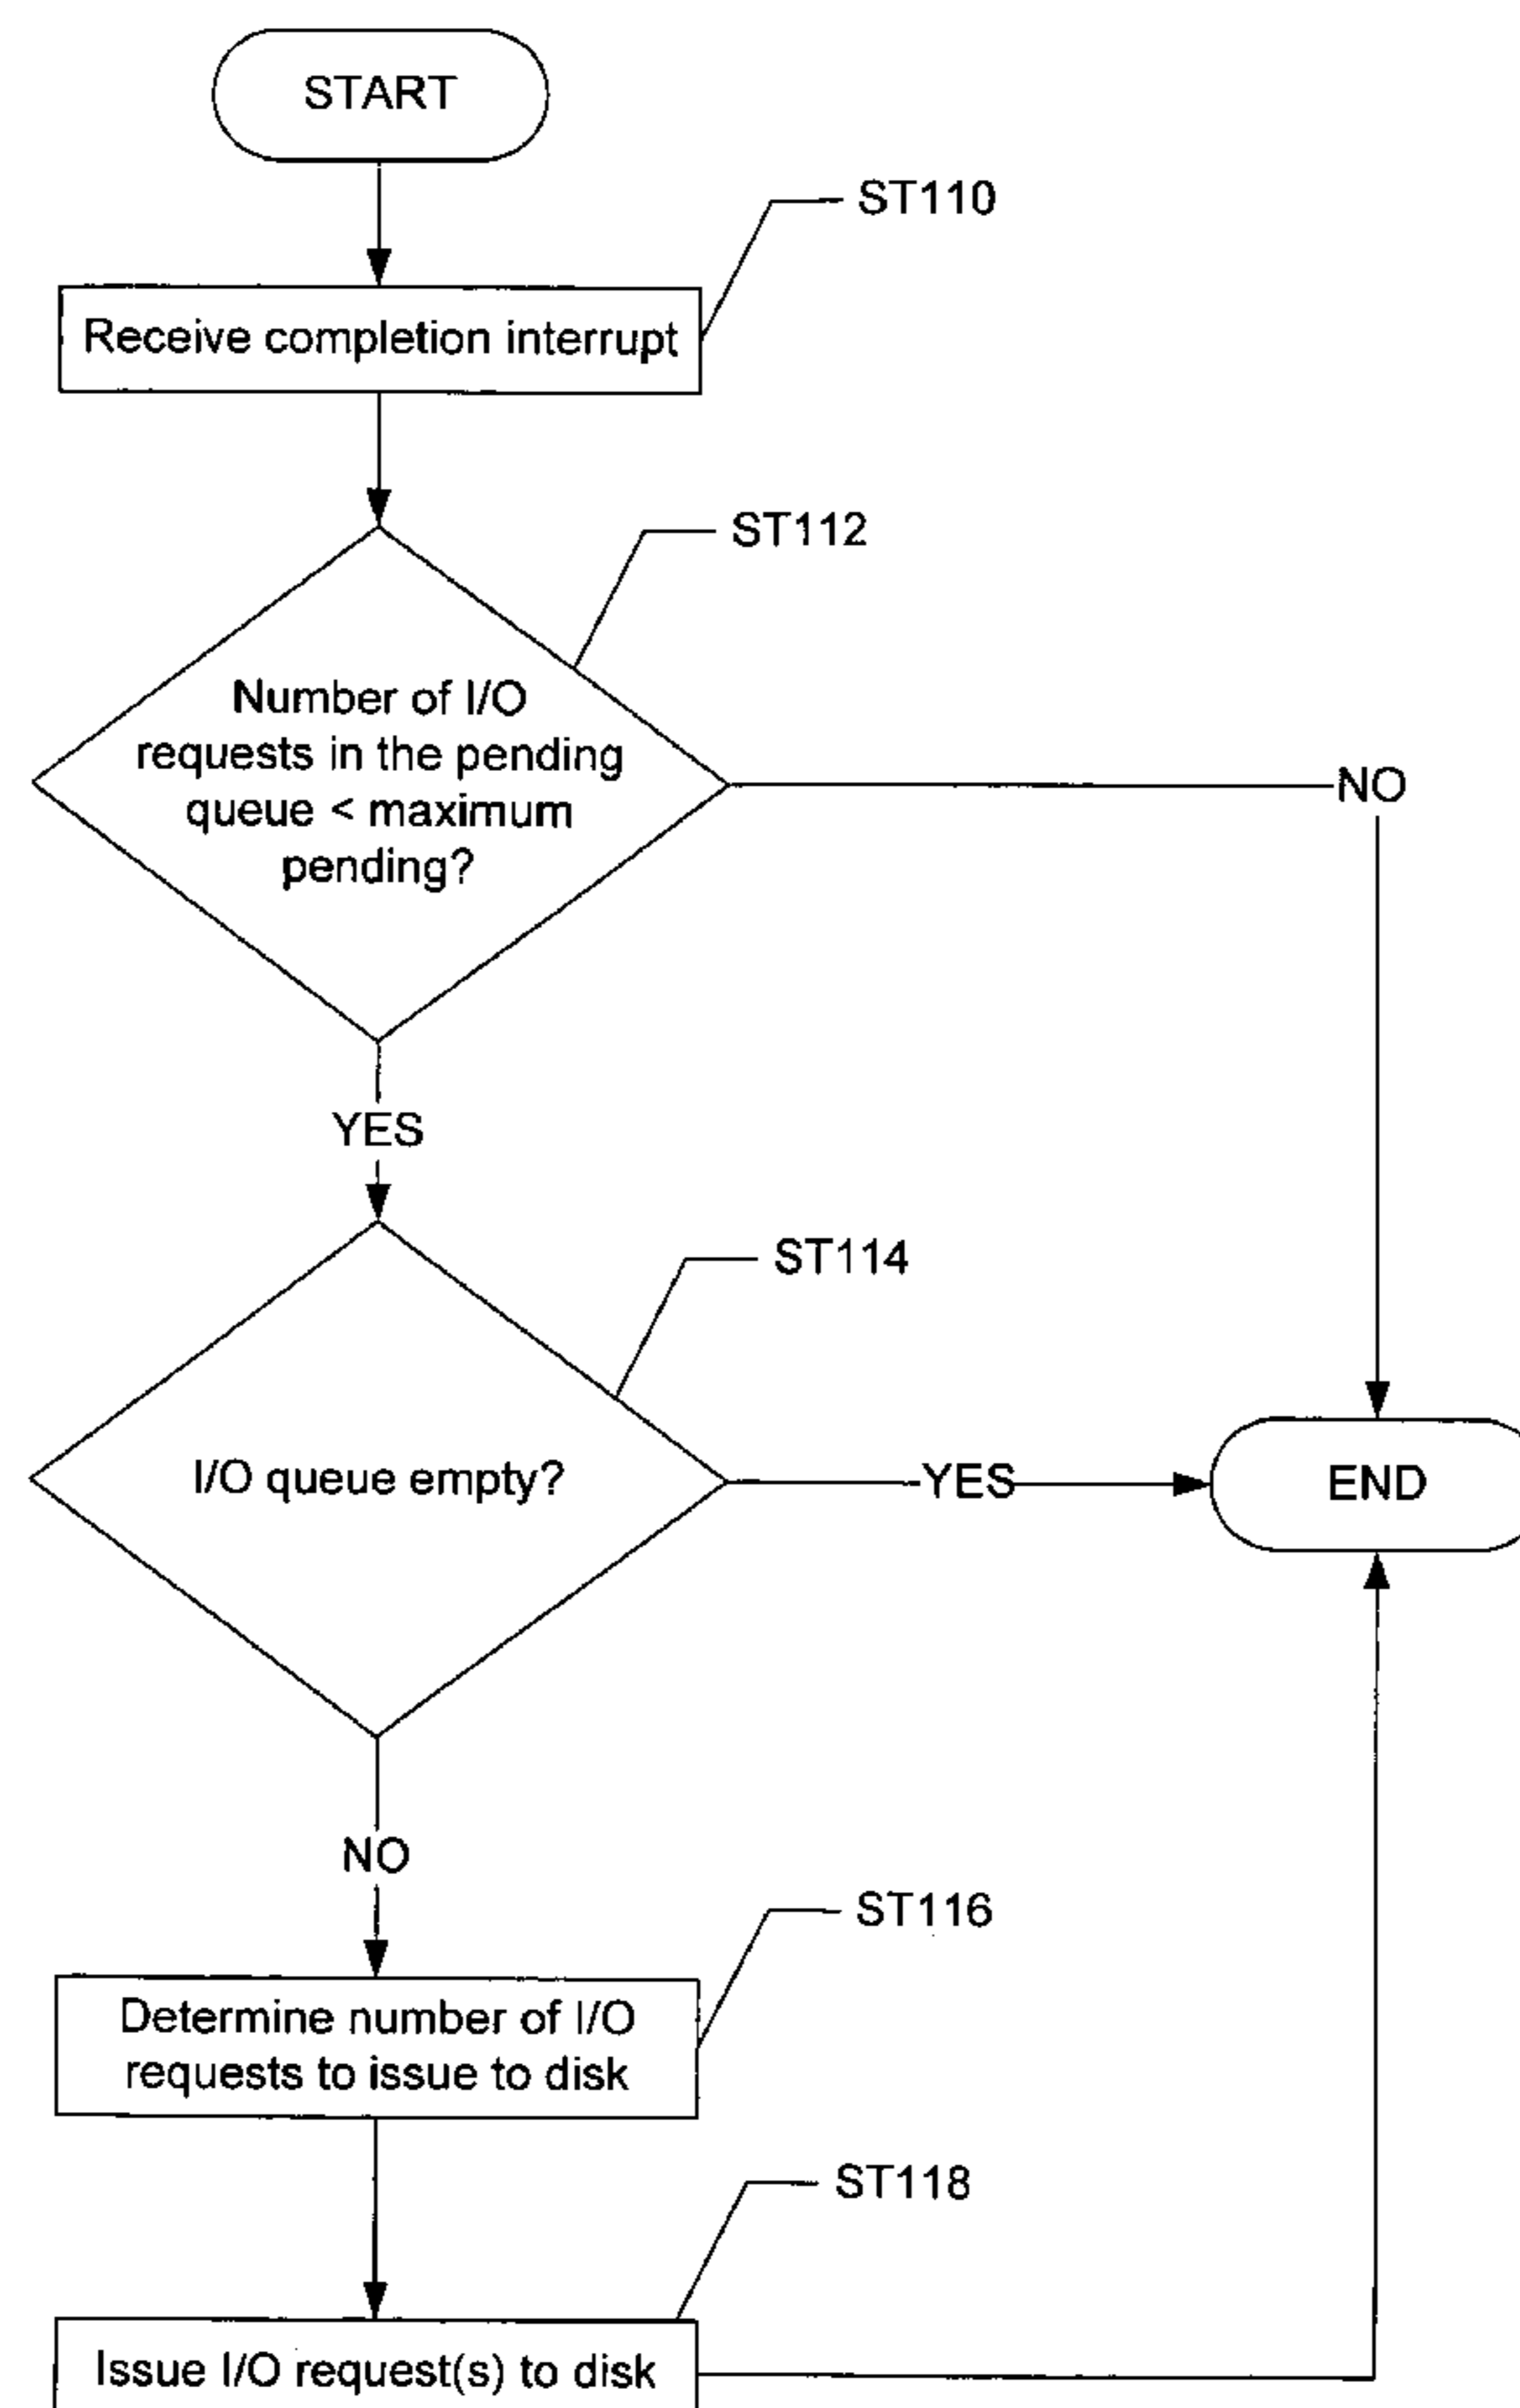 START
ST110
Receive completion interrupt
ST112
Number of I/O
requests in the pending
queue < maximum
pending?
NO
YES
ST114
I/O queue empty?
YES
END
NO
ST116
Determine number of I/O
requests to issue to disk
ST118
Issue I/O request(s) to disk